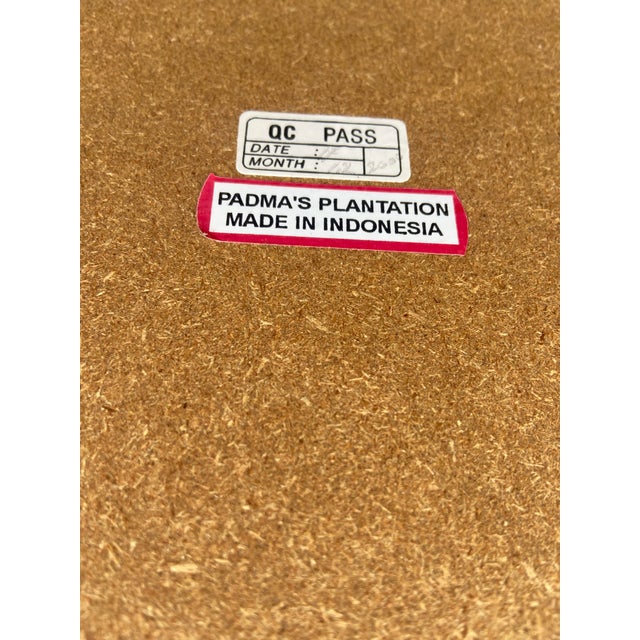 QC PASS
DATE :
MONTH :
PADMA'S PLANTATION
MADE IN INDONESIA